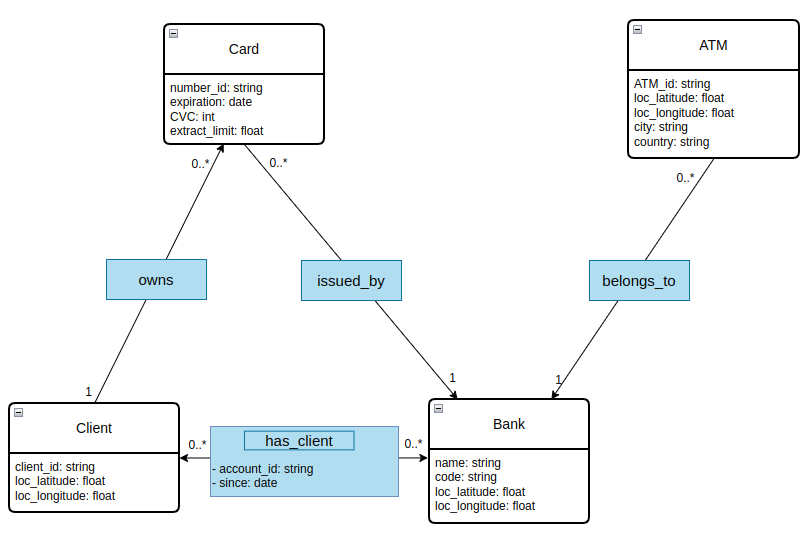 Card
number_id: string
expiration: date
CVC: int
extract_limit: float
ATM
ATM_id: string
loc_latitude: float
loc_longitude: float
city: string
country: string
0..*
0..*
0..*
owns
issued_by
belongs_to
1
1
1
Client
client_id: string
loc_latitude: float
loc_longitude: float
0..*
has_client
- account_id: string
- since: date
0..*
Bank
name: string
code: string
loc_latitude: float
loc_longitude: float